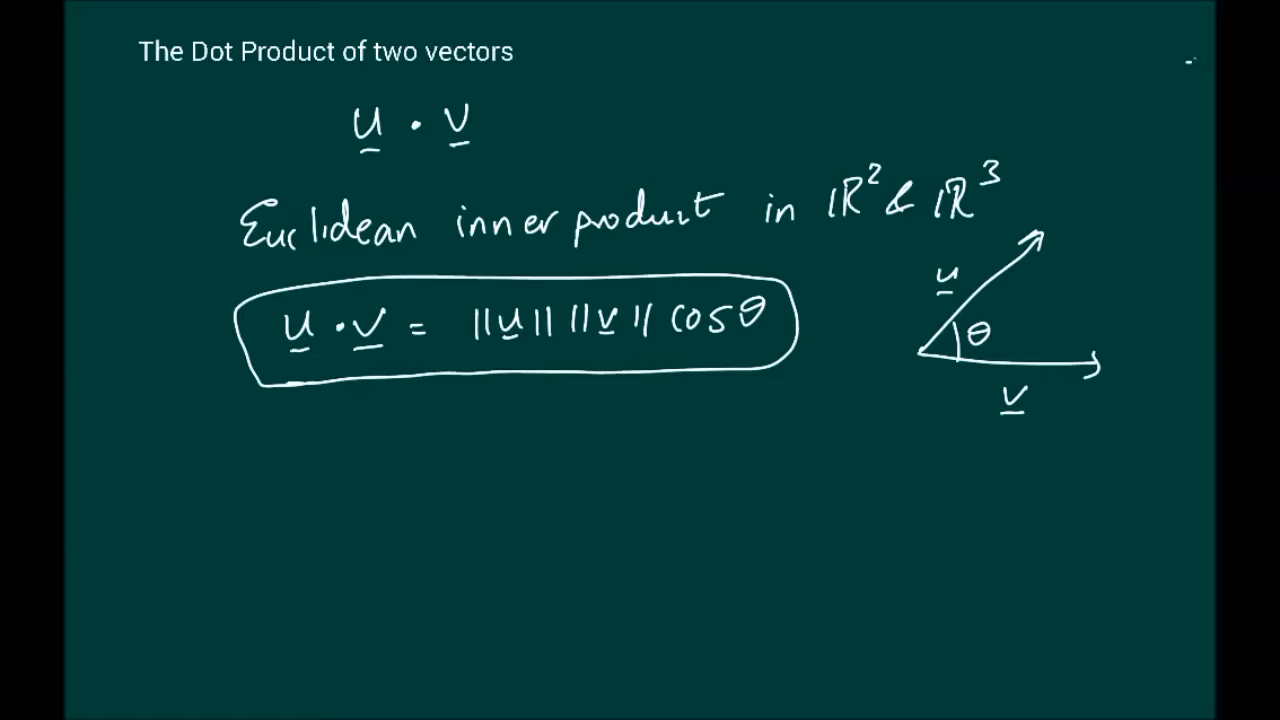 The Dot Product of two vectors
u · v
Euclidean inner product in ℝ² & ℝ³
u · v = ||u|| ||v|| cos θ
u
θ
v